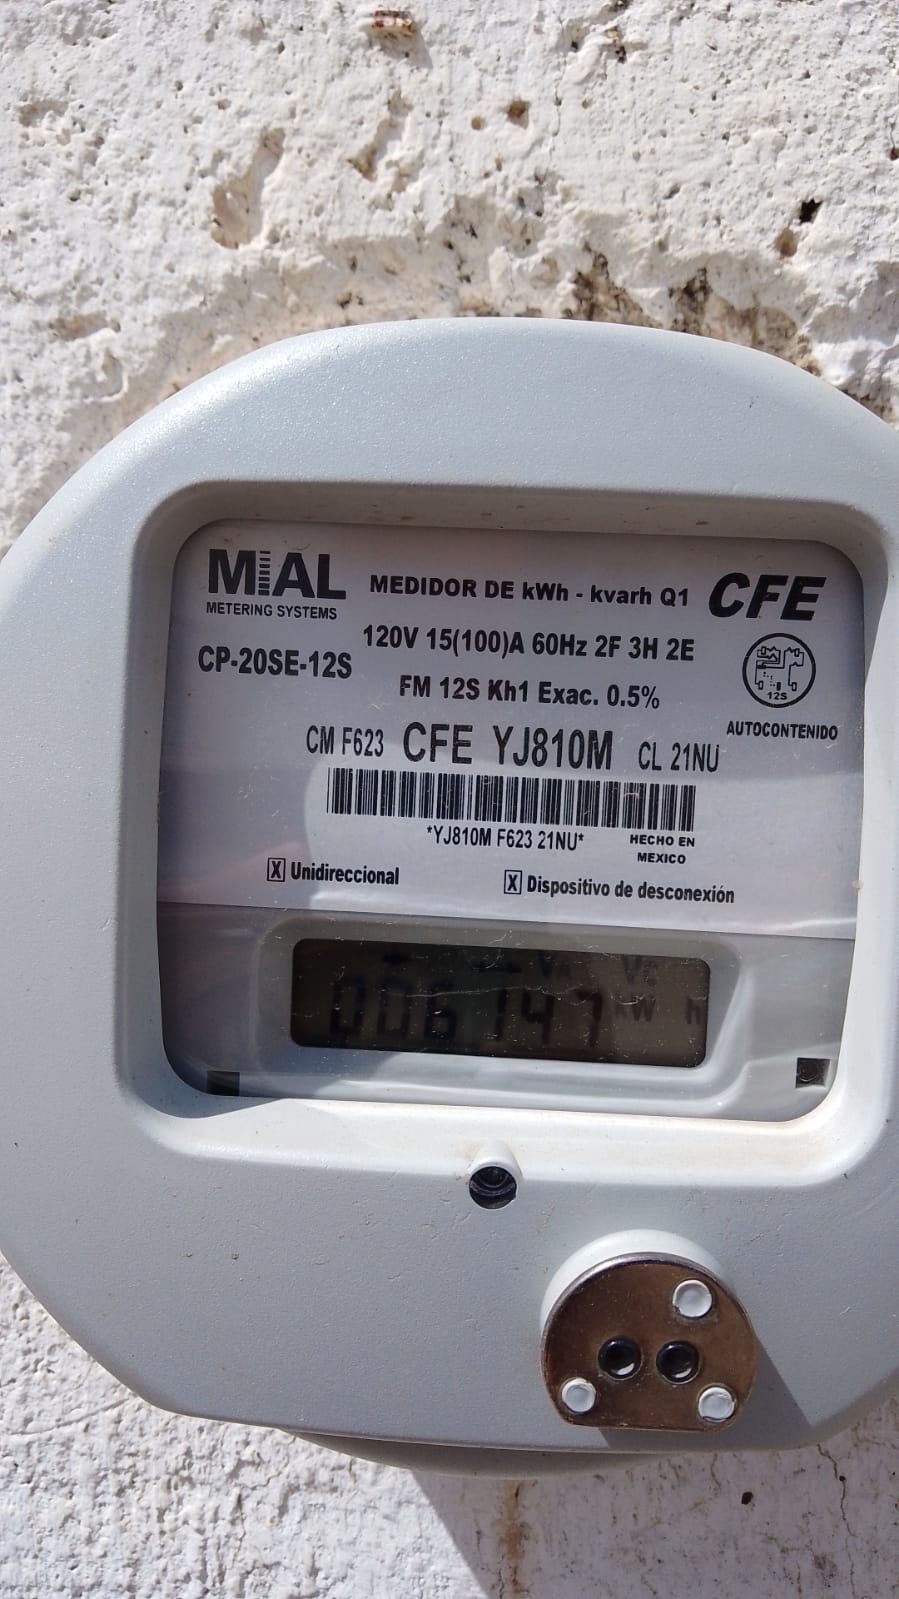 MIAL
METERING SYSTEMS
MEDIDOR DE kWh - kvarh Q1
CFE
120V 15(100)A 60Hz 2F 3H 2E
CP-20SE-12S
FM 12S Kh1 Exac. 0.5%
12S
AUTOCONTENIDO
CM F623 CFE YJ810M CL 21NU
*YJ810M F623 21NU*
HECHO EN
MEXICO
X Unidireccional
X Dispositivo de desconexión
kW h